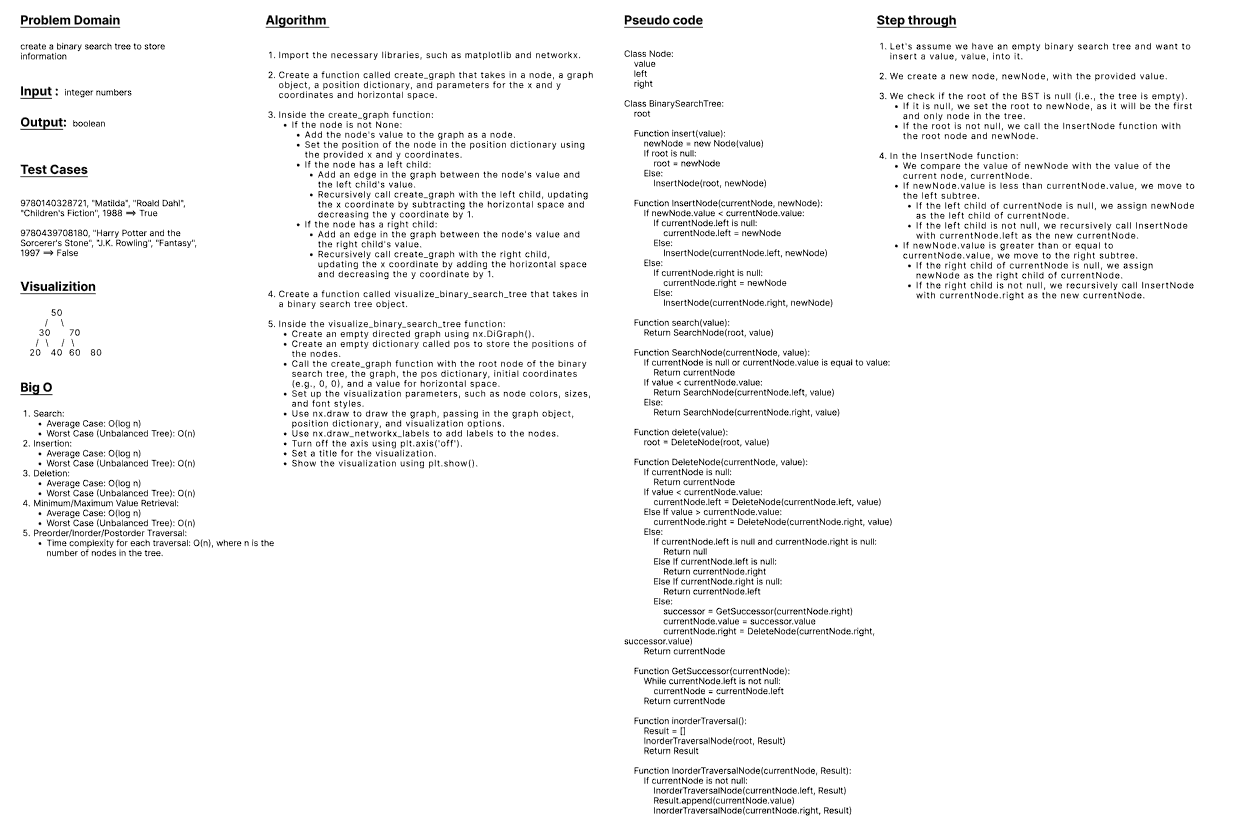 Problem Domain
create a binary search tree to store
information
Input : integer numbers
Output: boolean
Test Cases
9780140328721, "Matilda", "Roald Dahl",
"Children's Fiction", 1988 ==> True
9780439708180, "Harry Potter and the
Sorcerer's Stone", "J.K. Rowling", "Fantasy",
1997 ==> False
Visualizition
50
/ \
30 70
/ \ / \
20 40 60 80
Big O
1. Search:
• Average Case: O(log n)
• Worst Case (Unbalanced Tree): O(n)
2. Insertion:
• Average Case: O(log n)
• Worst Case (Unbalanced Tree): O(n)
3. Deletion:
• Average Case: O(log n)
• Worst Case (Unbalanced Tree): O(n)
4. Minimum/Maximum Value Retrieval:
• Average Case: O(log n)
• Worst Case (Unbalanced Tree): O(n)
5. Preorder/Inorder/Postorder Traversal:
• Time complexity for each traversal: O(n), where n is the
number of nodes in the tree.
Algorithm
1. Import the necessary libraries, such as matplotlib and networkx.
2. Create a function called create_graph that takes in a node, a graph
object, a position dictionary, and parameters for the x and y
coordinates and horizontal space.
3. Inside the create_graph function:
• If the node is not None:
• Add the node's value to the graph as a node.
• Set the position of the node in the position dictionary using
the provided x and y coordinates.
• If the node has a left child:
• Add an edge in the graph between the node's value and
the left child's value.
• Recursively call create_graph with the left child, updating
the x coordinate by subtracting the horizontal space and
decreasing the y coordinate by 1.
• If the node has a right child:
• Add an edge in the graph between the node's value and
the right child's value.
• Recursively call create_graph with the right child,
updating the x coordinate by adding the horizontal space
and decreasing the y coordinate by 1.
4. Create a function called visualize_binary_search_tree that takes in
a binary search tree object.
5. Inside the visualize_binary_search_tree function:
• Create an empty directed graph using nx.DiGraph().
• Create an empty dictionary called pos to store the positions of
the nodes.
• Call the create_graph function with the root node of the binary
search tree, the graph, the pos dictionary, initial coordinates
(e.g., 0, 0), and a value for horizontal space.
• Set up the visualization parameters, such as node colors, sizes,
and font styles.
• Use nx.draw to draw the graph, passing in the graph object,
position dictionary, and visualization options.
• Use nx.draw_networkx_labels to add labels to the nodes.
• Turn off the axis using plt.axis('off').
• Set a title for the visualization.
• Show the visualization using plt.show().
Pseudo code
Class Node:
value
left
right
Class BinarySearchTree:
root
Function insert(value):
newNode = new Node(value)
If root is null:
root = newNode
Else:
InsertNode(root, newNode)
Function InsertNode(currentNode, newNode):
If newNode.value < currentNode.value:
If currentNode.left is null:
currentNode.left = newNode
Else:
InsertNode(currentNode.left, newNode)
Else:
If currentNode.right is null:
currentNode.right = newNode
Else:
InsertNode(currentNode.right, newNode)
Function search(value):
Return SearchNode(root, value)
Function SearchNode(currentNode, value):
If currentNode is null or currentNode.value is equal to value:
Return currentNode
If value < currentNode.value:
Return SearchNode(currentNode.left, value)
Else:
Return SearchNode(currentNode.right, value)
Function delete(value):
root = DeleteNode(root, value)
Function DeleteNode(currentNode, value):
If currentNode is null:
Return currentNode
If value < currentNode.value:
currentNode.left = DeleteNode(currentNode.left, value)
Else If value > currentNode.value:
currentNode.right = DeleteNode(currentNode.right, value)
Else:
If currentNode.left is null and currentNode.right is null:
Return null
Else If currentNode.left is null:
Return currentNode.right
Else If currentNode.right is null:
Return currentNode.left
Else:
successor = GetSuccessor(currentNode.right)
currentNode.value = successor.value
currentNode.right = DeleteNode(currentNode.right,
successor.value)
Return currentNode
Function GetSuccessor(currentNode):
While currentNode.left is not null:
currentNode = currentNode.left
Return currentNode
Function inorderTraversal():
Result = []
InorderTraversalNode(root, Result)
Return Result
Function InorderTraversalNode(currentNode, Result):
If currentNode is not null:
InorderTraversalNode(currentNode.left, Result)
Result.append(currentNode.value)
InorderTraversalNode(currentNode.right, Result)
Step through
1. Let's assume we have an empty binary search tree and want to
insert a value, value, into it.
2. We create a new node, newNode, with the provided value.
3. We check if the root of the BST is null (i.e., the tree is empty).
• If it is null, we set the root to newNode, as it will be the first
and only node in the tree.
• If the root is not null, we call the InsertNode function with
the root node and newNode.
4. In the InsertNode function:
• We compare the value of newNode with the value of the
current node, currentNode.
• If newNode.value is less than currentNode.value, we move to
the left subtree.
• If the left child of currentNode is null, we assign newNode
as the left child of currentNode.
• If the left child is not null, we recursively call InsertNode
with currentNode.left as the new currentNode.
• If newNode.value is greater than or equal to
currentNode.value, we move to the right subtree.
• If the right child of currentNode is null, we assign
newNode as the right child of currentNode.
• If the right child is not null, we recursively call InsertNode
with currentNode.right as the new currentNode.